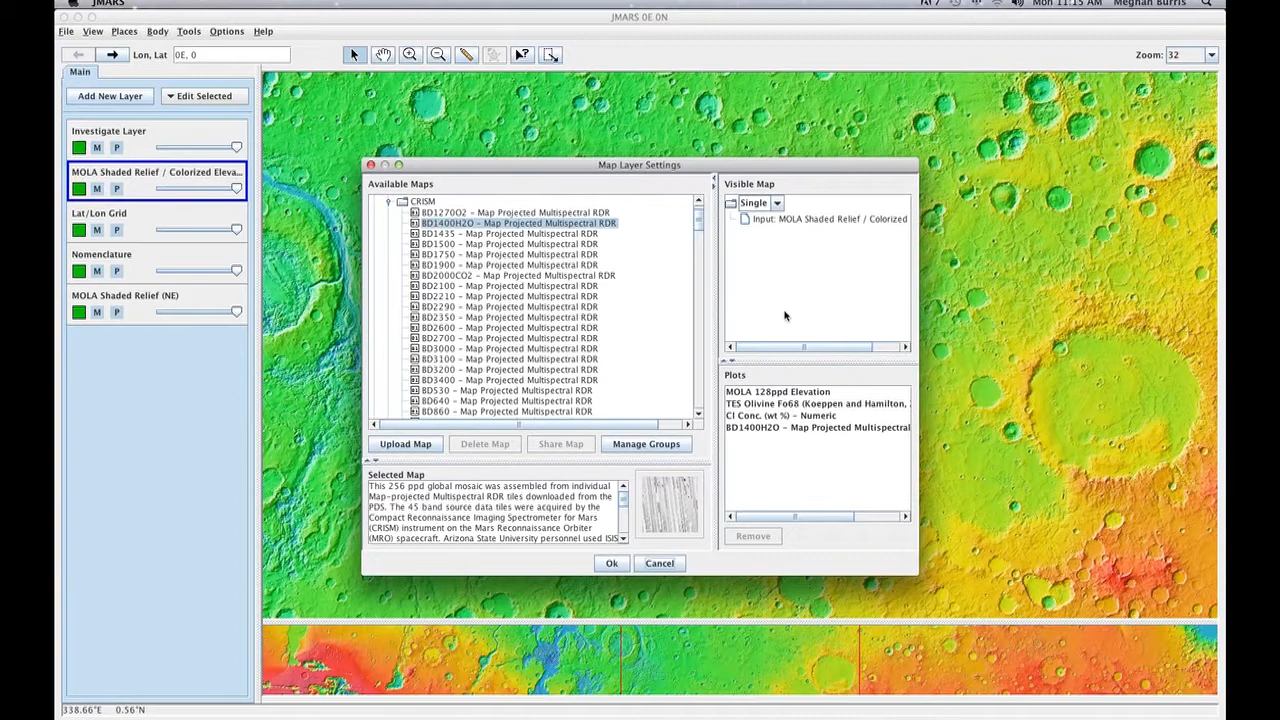 JMARS
Mon 11:15 AM Meghan Burris
JMARS 0E 0N
File View Places Body Tools Options Help
Lon, Lat 0E, 0
Zoom: 32
Main
Add New Layer Edit Selected
Investigate Layer
M P
MOLA Shaded Relief / Colorized Eleva...
M P
Lat/Lon Grid
M P
Nomenclature
M P
MOLA Shaded Relief (NE)
M P
Map Layer Settings
Available Maps
CRISM
BD1270O2 - Map Projected Multispectral RDR
BD1400H2O - Map Projected Multispectral RDR
BD1435 - Map Projected Multispectral RDR
BD1500 - Map Projected Multispectral RDR
BD1750 - Map Projected Multispectral RDR
BD1900 - Map Projected Multispectral RDR
BD2000CO2 - Map Projected Multispectral RDR
BD2100 - Map Projected Multispectral RDR
BD2210 - Map Projected Multispectral RDR
BD2290 - Map Projected Multispectral RDR
BD2350 - Map Projected Multispectral RDR
BD2600 - Map Projected Multispectral RDR
BD2700 - Map Projected Multispectral RDR
BD3000 - Map Projected Multispectral RDR
BD3100 - Map Projected Multispectral RDR
BD3200 - Map Projected Multispectral RDR
BD3400 - Map Projected Multispectral RDR
BD530 - Map Projected Multispectral RDR
BD640 - Map Projected Multispectral RDR
BD860 - Map Projected Multispectral RDR
Upload Map Delete Map Share Map Manage Groups
Selected Map
This 256 ppd global mosaic was assembled from individual
Map-projected Multispectral RDR tiles downloaded from the
PDS. The 45 band source data tiles were acquired by the
Compact Reconnaissance Imaging Spectrometer for Mars
(CRISM) instrument on the Mars Reconnaissance Orbiter
(MRO) spacecraft. Arizona State University personnel used ISIS
Visible Map
Single
Input: MOLA Shaded Relief / Colorized
Plots
MOLA 128ppd Elevation
TES Olivine Fo68 (Koeppen and Hamilton,
Cl Conc. (wt %) - Numeric
BD1400H2O - Map Projected Multispectral
Remove
Ok Cancel
338.66°E 0.56°N